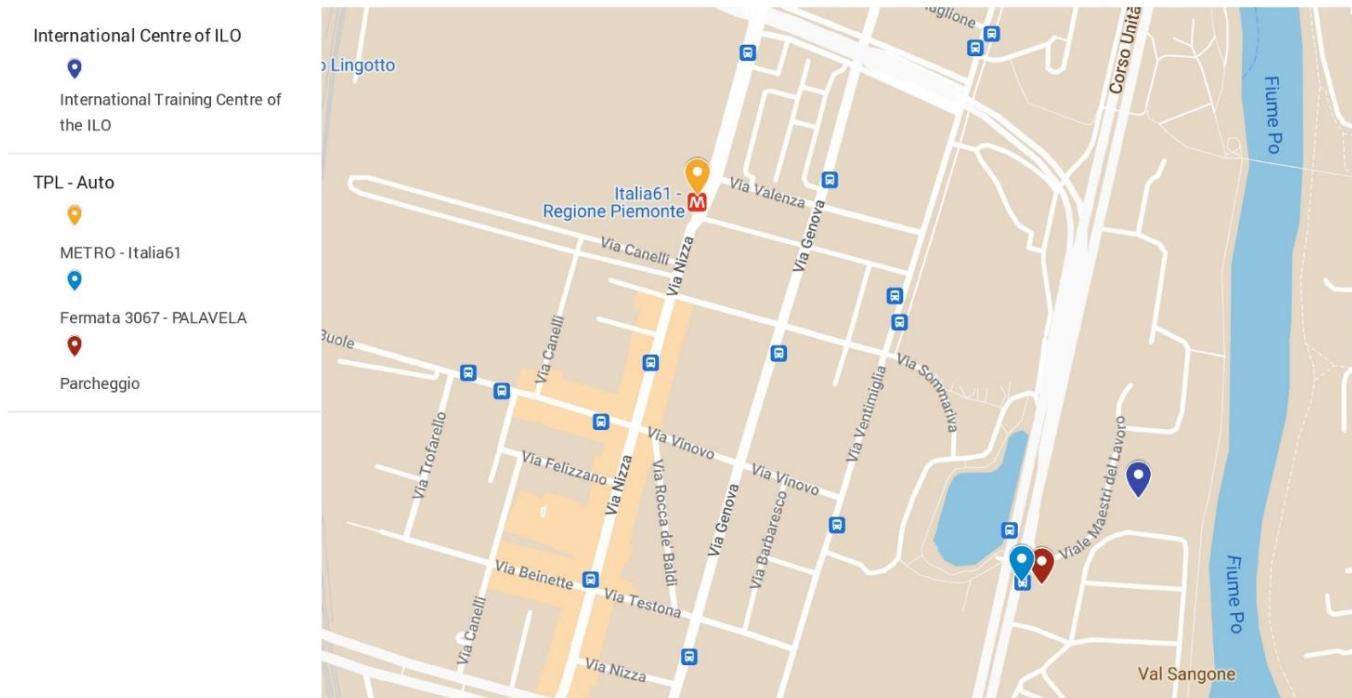 International Centre of ILO
International Training Centre of
the ILO
TPL - Auto
METRO - Italia61
Fermata 3067 - PALAVELA
Parcheggio
Lingotto
Corso Unità
Fiume Po
Italia61 -
Regione Piemonte
M
Via Valenza
Via Genova
Via Canelli
Via Nizza
Buole
Via Canelli
Via Sommariva
Via Ventimiglia
Via Trofarello
Via Vinovo
Via Vinovo
Via Felizzano
Via Nizza
Via Rocca de' Baldi
Via Genova
Via Barbaresco
Viale Maestri del Lavoro
Via Beinette
Via Testona
Via Canelli
Via Nizza
Fiume Po
Val Sangone